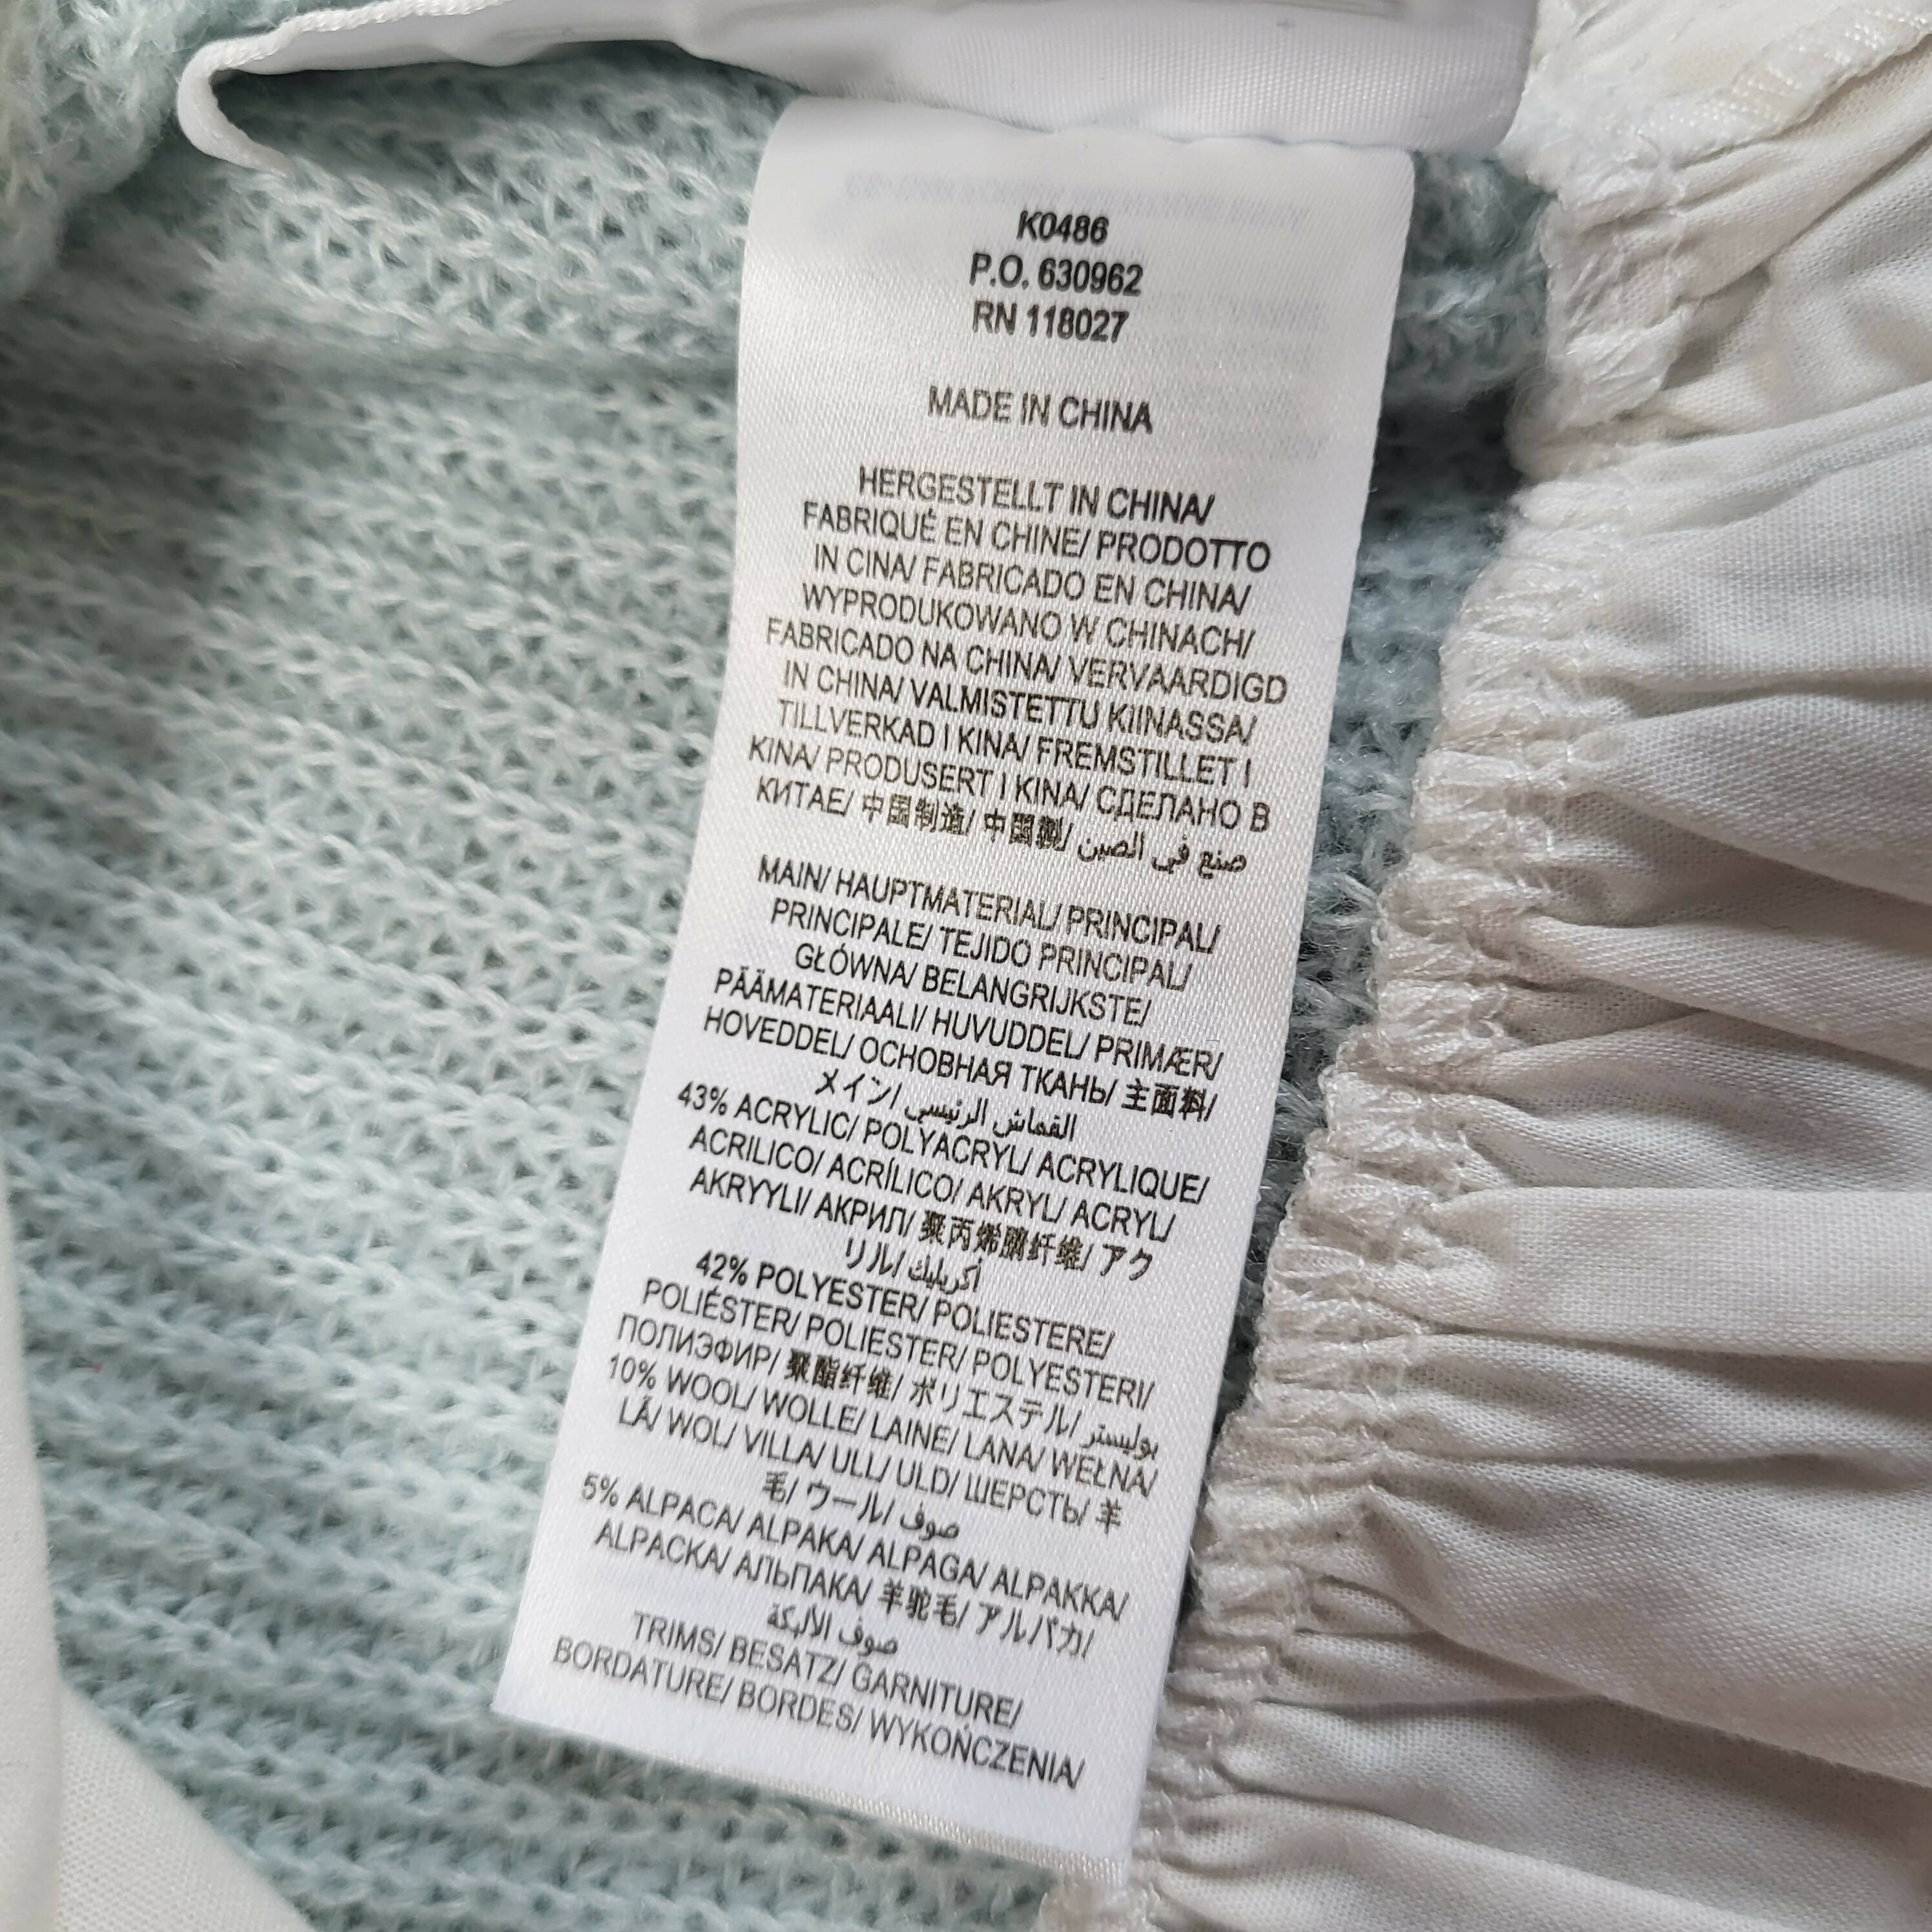 K0486
P.O. 630962
RN 118027
MADE IN CHINA
HERGESTELLT IN CHINA/
FABRIQUÉ EN CHINE/ PRODOTTO
IN CINA/ FABRICADO EN CHINA/
WYPRODUKOWANO W CHINACH/
FABRICADO NA CHINA/ VERVAARDIGD
IN CHINA/ VALMISTETTU KIINASSA/
TILLVERKAD I KINA/ FREMSTILLET I
KINA/ PRODUSERT I KINA/ СДЕЛАНО В
КИТАЕ/ 中国制造/ 中国製/ صنع في الصين
MAIN/ HAUPTMATERIAL/ PRINCIPAL/
PRINCIPALE/ TEJIDO PRINCIPAL/
GŁÓWNA/ BELANGRIJKSTE/
PÄÄMATERIAALI/ HUVUDDEL/ PRIMÆR/
HOVEDDEL/ ОСНОВНАЯ ТКАНЬ/ 主面料/
メイン/ القماش الرئيسي
43% ACRYLIC/ POLYACRYL/ ACRYLIQUE/
ACRILICO/ ACRÍLICO/ AKRYL/ ACRYL/
AKRYYLI/ АКРИЛ/ 聚丙烯腈纤维/ アク
リル/ أكريليك
42% POLYESTER/ POLIESTERE/
POLIÉSTER/ POLIESTER/ POLYESTERI/
ПОЛИЭФИР/ 聚酯纤维/ ポリエステル/ بوليستر
10% WOOL/ WOLLE/ LAINE/ LANA/ WEŁNA/
LÃ/ WOL/ VILLA/ ULL/ ULD/ ШЕРСТЬ/ 羊
毛/ ウール/ صوف
5% ALPACA/ ALPAKA/ ALPAGA/ ALPAKKA/
ALPACKA/ АЛЬПАКА/ 羊驼毛/ アルパカ/
صوف الألبكة
TRIMS/ BESATZ/ GARNITURE/
BORDATURE/ BORDES/ WYKOŃCZENIA/